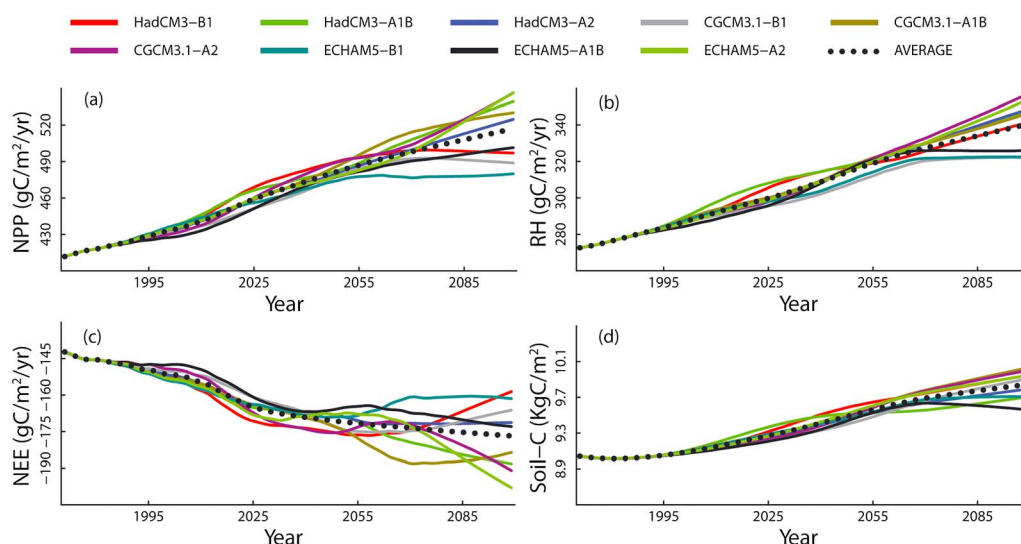 HadCM3−B1 HadCM3−A1B HadCM3−A2 CGCM3.1−B1 CGCM3.1−A1B
CGCM3.1−A2 ECHAM5−B1 ECHAM5−A1B ECHAM5−A2 AVERAGE
(a)
NPP (gC/m²/yr)
520
490
460
430
1995 2025 2055 2085
Year
(b)
RH (gC/m²/yr)
340
320
300
280
1995 2025 2055 2085
Year
(c)
NEE (gC/m²/yr)
−145
−160
−175
−190
1995 2025 2055 2085
Year
(d)
Soil−C (KgC/m²)
10.1
9.7
9.3
8.9
1995 2025 2055 2085
Year